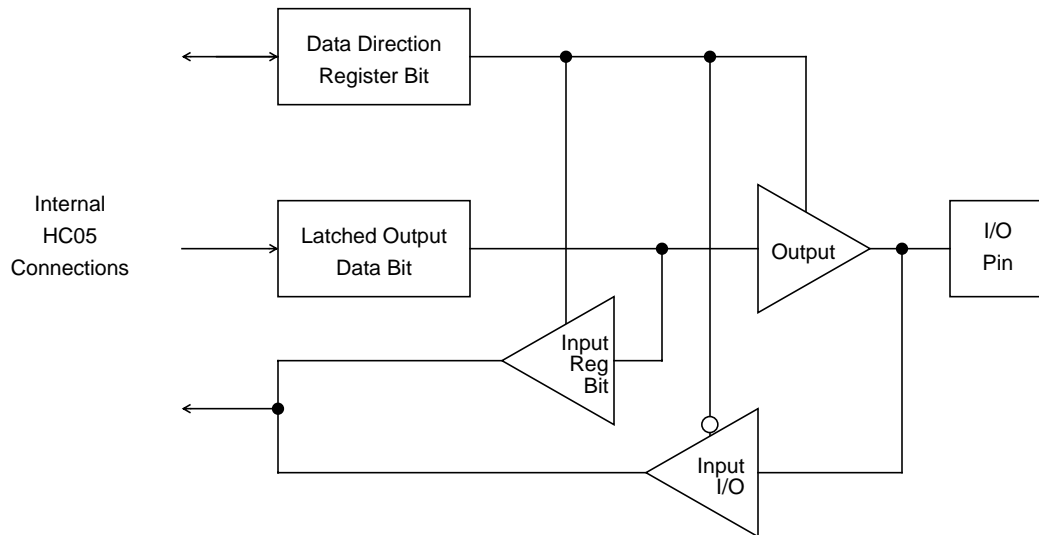 Data Direction
Register Bit
Internal
HC05
Connections
Latched Output
Data Bit
Output
I/O
Pin
Input
Reg
Bit
Input
I/O